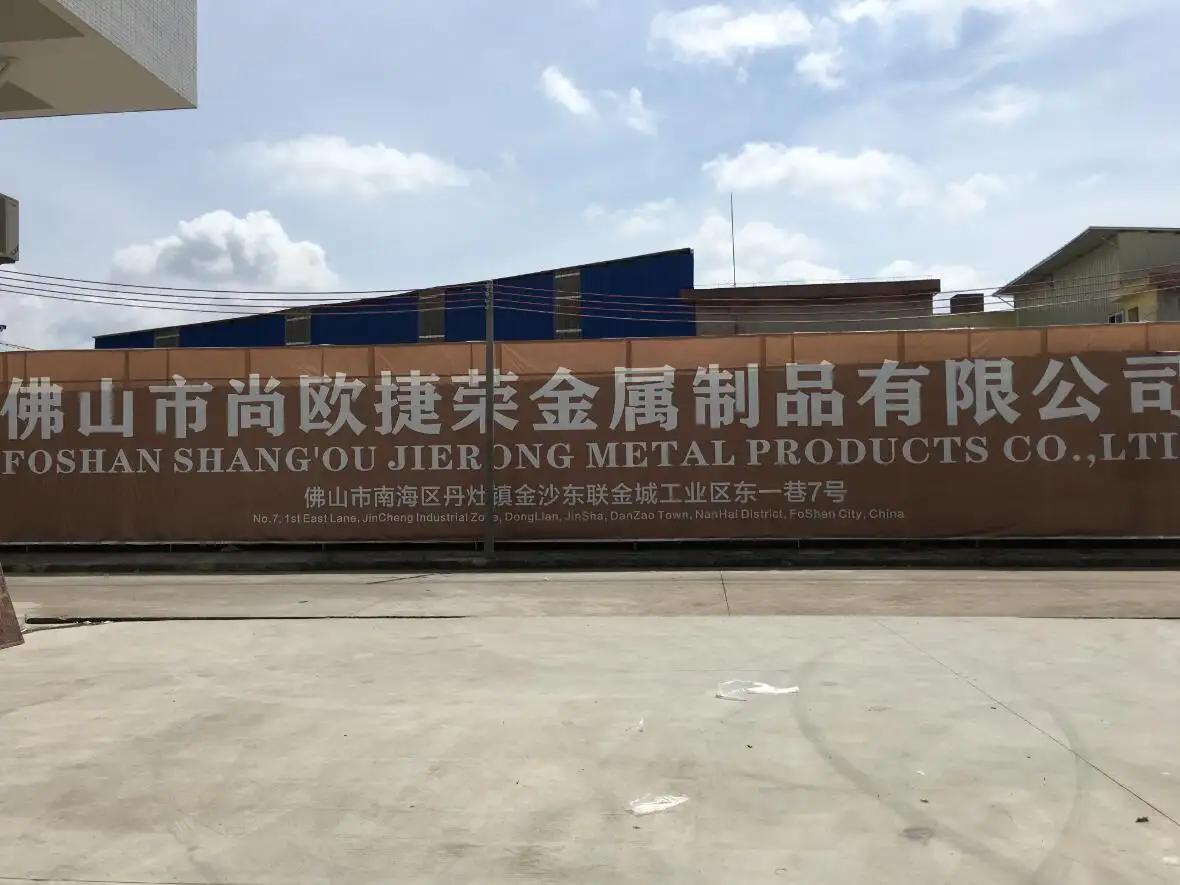 佛山市尚欧捷荣金属制品有限公司
FOSHAN SHANG'OU JIERONG METAL PRODUCTS CO.,LT
佛山市南海区丹灶镇金沙东联金城工业区东一巷7号
No.7, 1st East Lane, JinCheng Industrial Zone, DongLian, JinSha, DanZao Town, NanHai District, FoShan City, China